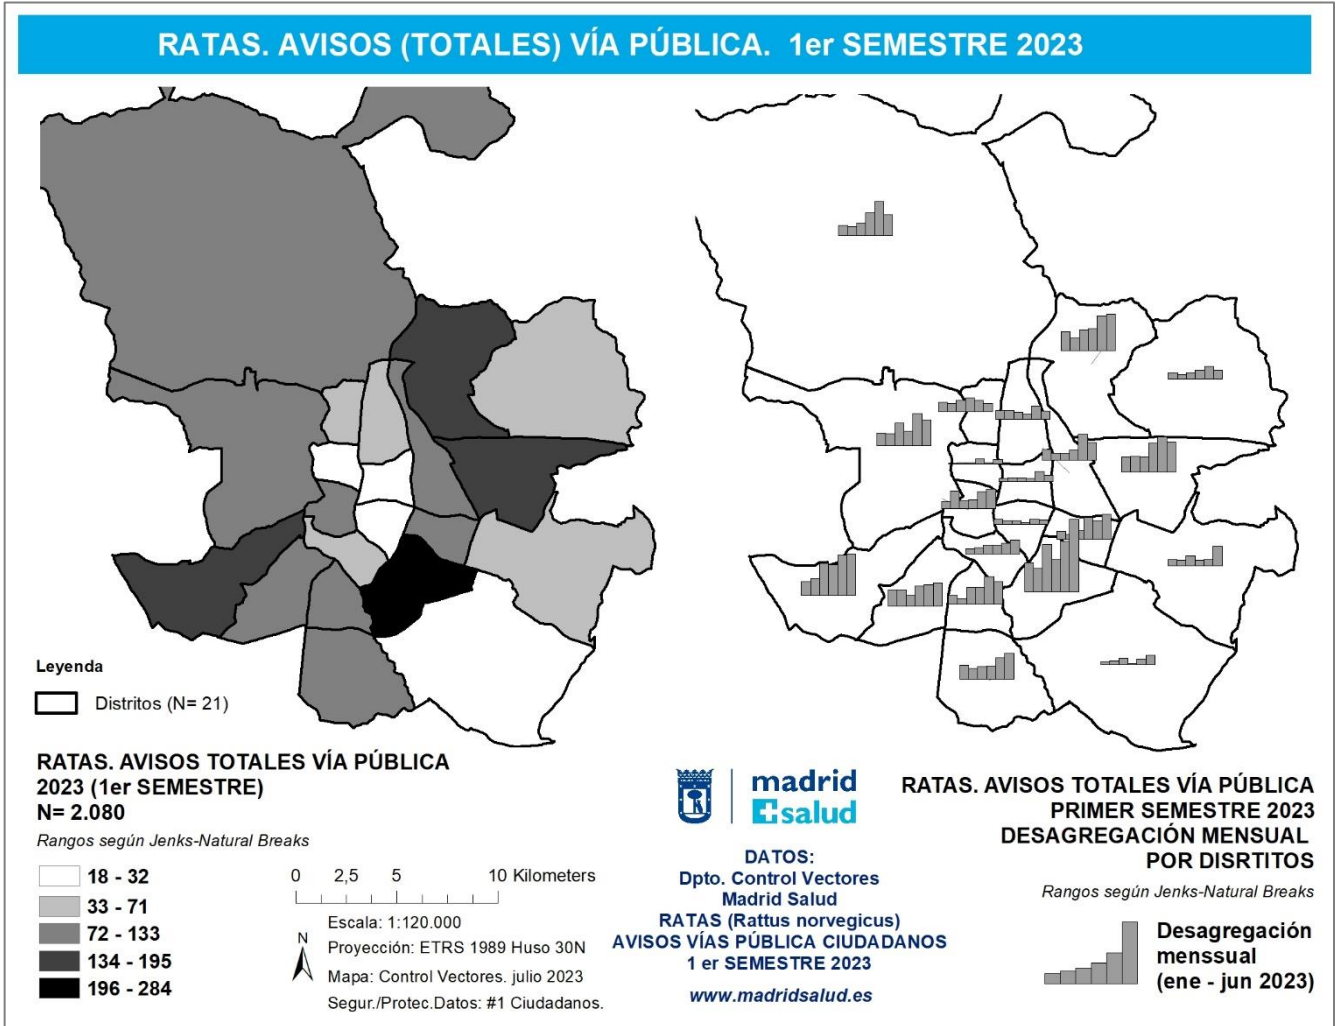 RATAS. AVISOS (TOTALES) VÍA PÚBLICA.  1er SEMESTRE 2023
Leyenda
Distritos (N= 21)
RATAS. AVISOS TOTALES VÍA PÚBLICA
2023 (1er SEMESTRE)
N= 2.080
Rangos según Jenks-Natural Breaks
18 - 32
33 - 71
72 - 133
134 - 195
196 - 284
0 2,5 5 10 Kilometers
Escala: 1:120.000
N
Proyección: ETRS 1989 Huso 30N
Mapa: Control Vectores. julio 2023
Segur./Protec.Datos: #1 Ciudadanos.
madrid
salud
DATOS:
Dpto. Control Vectores
Madrid Salud
RATAS (Rattus norvegicus)
AVISOS VÍAS PÚBLICA CIUDADANOS
1 er SEMESTRE 2023
www.madridsalud.es
RATAS. AVISOS TOTALES VÍA PÚBLICA
PRIMER SEMESTRE 2023
DESAGREGACIÓN MENSUAL
POR DISRTITOS
Rangos según Jenks-Natural Breaks
Desagregación
menssual
(ene - jun 2023)